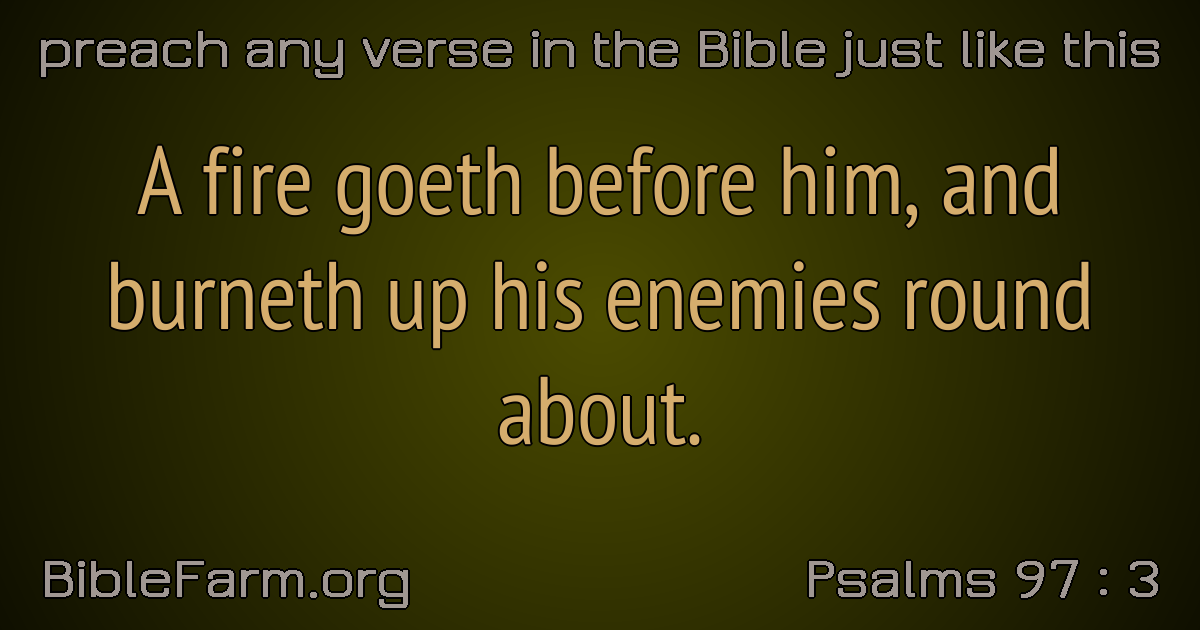 preach any verse in the Bible just like this
A fire goeth before him, and
burneth up his enemies round
about.
BibleFarm.org
Psalms 97 : 3